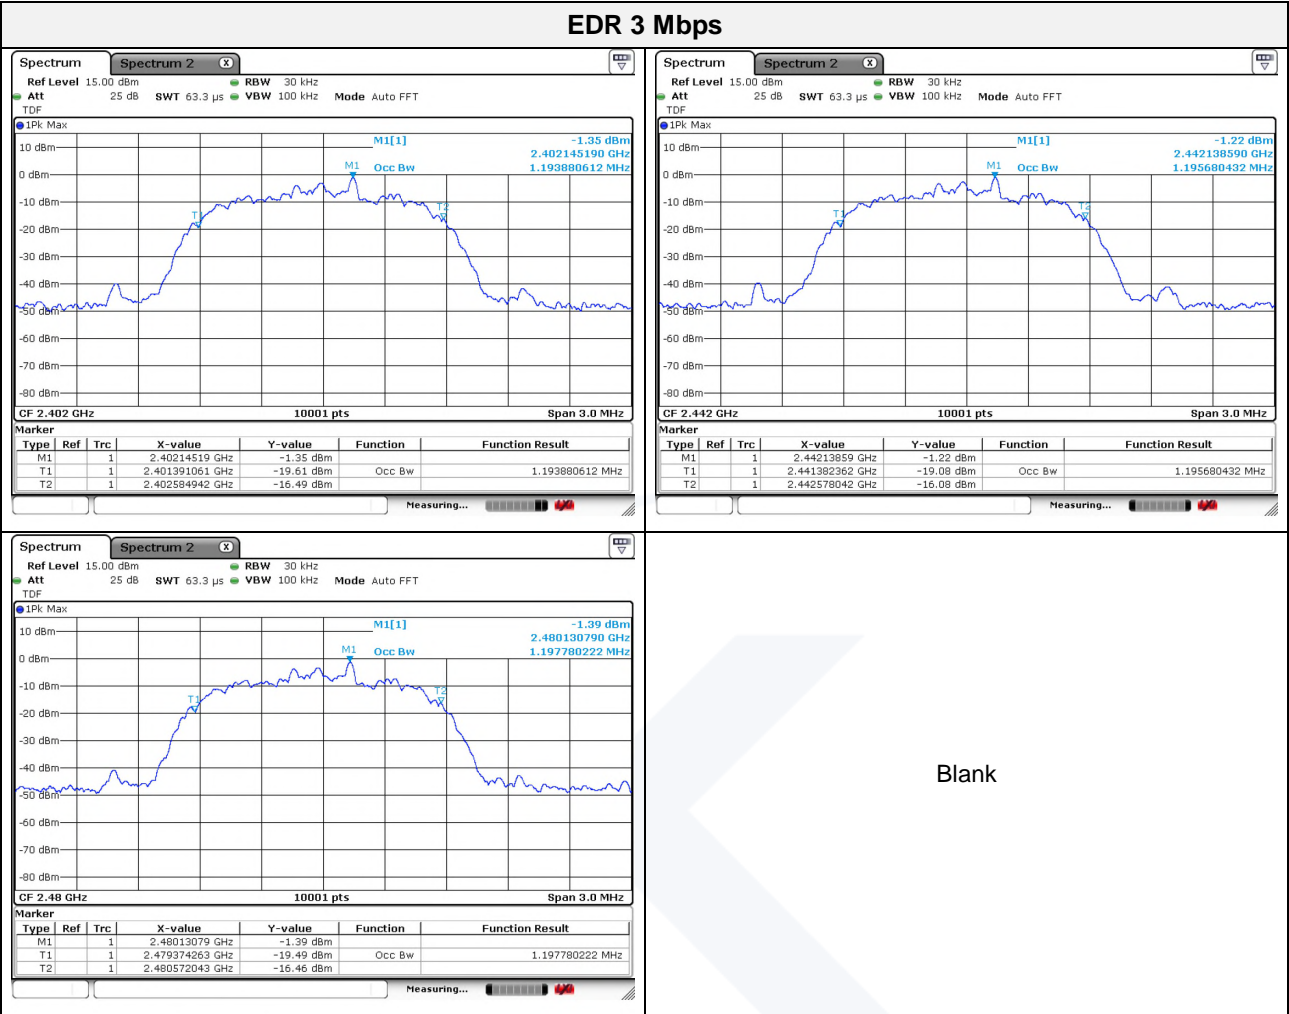 EDR 3 Mbps
Spectrum Spectrum 2 X
Ref Level 15.00 dBm RBW 30 kHz
Att 25 dB SWT 63.3 µs VBW 100 kHz Mode Auto FFT
TDF
1Pk Max
M1[1] -1.35 dBm
2.402145190 GHz
Occ Bw 1.193880612 MHz
10 dBm
0 dBm
-10 dBm
-20 dBm
-30 dBm
-40 dBm
-50 dBm
-60 dBm
-70 dBm
-80 dBm
M1
T1
T2
CF 2.402 GHz 10001 pts Span 3.0 MHz
Marker
Type Ref Trc X-value Y-value Function Function Result
M1 1 2.40214519 GHz -1.35 dBm
T1 1 2.401391061 GHz -19.61 dBm Occ Bw 1.193880612 MHz
T2 1 2.402584942 GHz -16.49 dBm
Measuring...
Spectrum Spectrum 2 X
Ref Level 15.00 dBm RBW 30 kHz
Att 25 dB SWT 63.3 µs VBW 100 kHz Mode Auto FFT
TDF
1Pk Max
M1[1] -1.22 dBm
2.442138590 GHz
Occ Bw 1.195680432 MHz
10 dBm
0 dBm
-10 dBm
-20 dBm
-30 dBm
-40 dBm
-50 dBm
-60 dBm
-70 dBm
-80 dBm
M1
T1
T2
CF 2.442 GHz 10001 pts Span 3.0 MHz
Marker
Type Ref Trc X-value Y-value Function Function Result
M1 1 2.44213859 GHz -1.22 dBm
T1 1 2.441382362 GHz -19.08 dBm Occ Bw 1.195680432 MHz
T2 1 2.442578042 GHz -16.08 dBm
Measuring...
Spectrum Spectrum 2 X
Ref Level 15.00 dBm RBW 30 kHz
Att 25 dB SWT 63.3 µs VBW 100 kHz Mode Auto FFT
TDF
1Pk Max
M1[1] -1.39 dBm
2.480130790 GHz
Occ Bw 1.197780222 MHz
10 dBm
0 dBm
-10 dBm
-20 dBm
-30 dBm
-40 dBm
-50 dBm
-60 dBm
-70 dBm
-80 dBm
M1
T1
T2
CF 2.48 GHz 10001 pts Span 3.0 MHz
Marker
Type Ref Trc X-value Y-value Function Function Result
M1 1 2.48013079 GHz -1.39 dBm
T1 1 2.479374263 GHz -19.49 dBm Occ Bw 1.197780222 MHz
T2 1 2.480572043 GHz -16.46 dBm
Measuring...
Blank